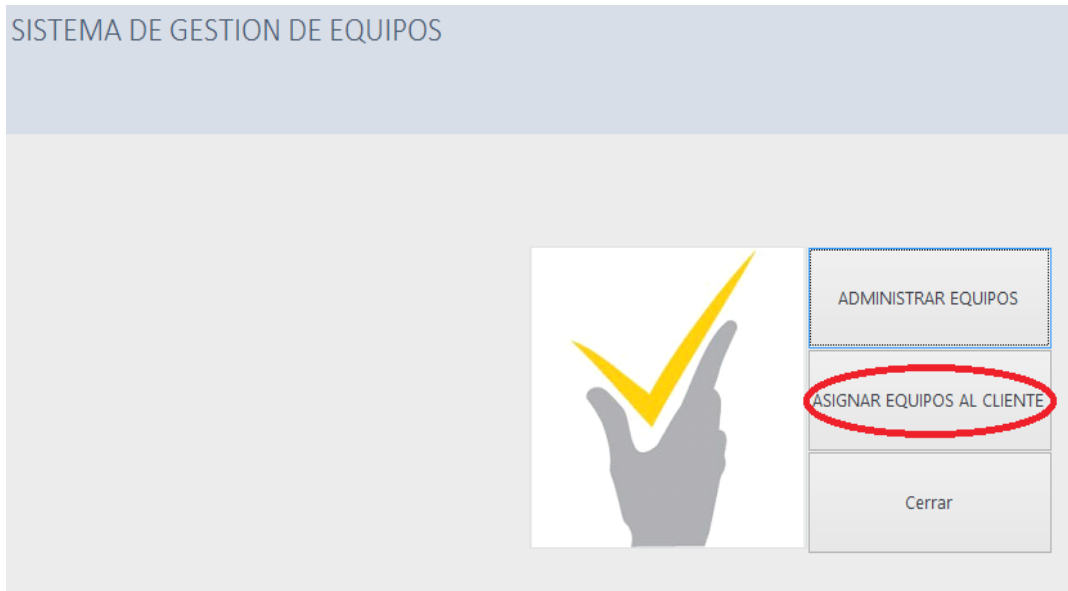 SISTEMA DE GESTION DE EQUIPOS
ADMINISTRAR EQUIPOS
ASIGNAR EQUIPOS AL CLIENTE
Cerrar